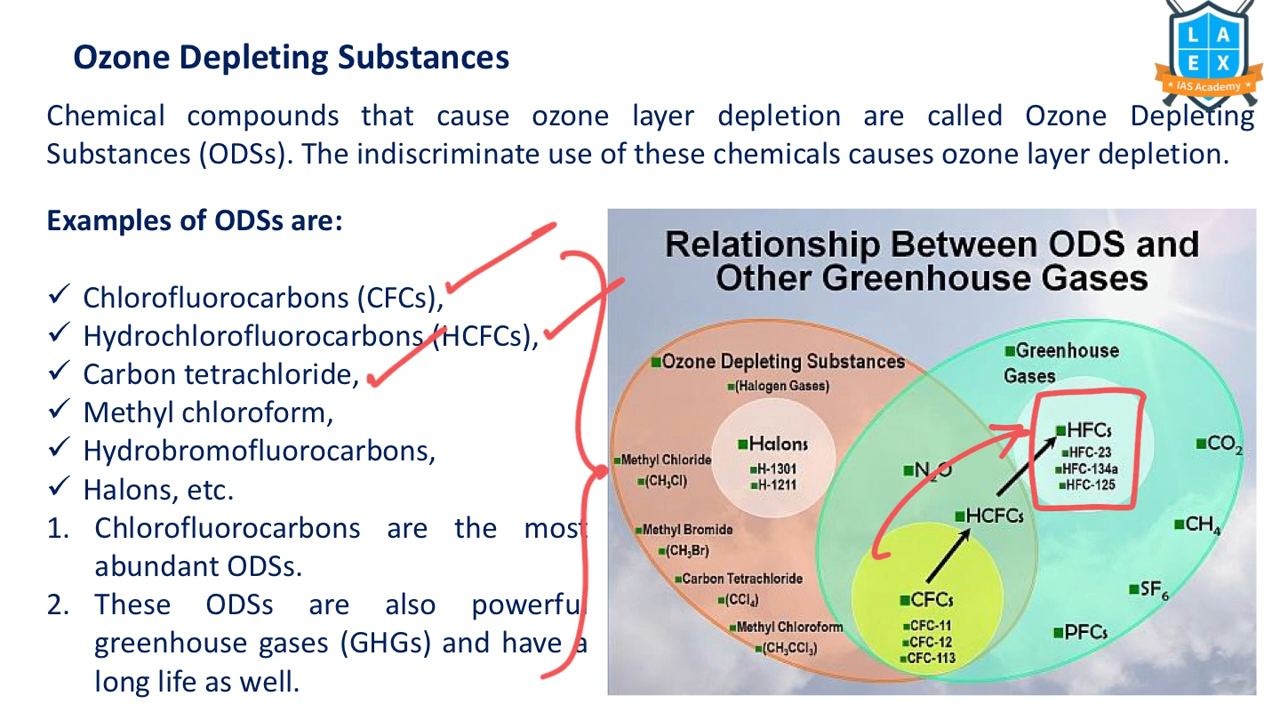 Ozone Depleting Substances
L A
E X
IAS Academy
Chemical compounds that cause ozone layer depletion are called Ozone Depleting
Substances (ODSs). The indiscriminate use of these chemicals causes ozone layer depletion.
Examples of ODSs are:
✓ Chlorofluorocarbons (CFCs),
✓ Hydrochlorofluorocarbons (HCFCs),
✓ Carbon tetrachloride,
✓ Methyl chloroform,
✓ Hydrobromofluorocarbons,
✓ Halons, etc.
1. Chlorofluorocarbons are the most
abundant ODSs.
2. These ODSs are also powerful
greenhouse gases (GHGs) and have a
long life as well.
Relationship Between ODS and
Other Greenhouse Gases
Ozone Depleting Substances
(Halogen Gases)
Halons
H-1301
H-1211
Methyl Chloride
(CH₃Cl)
Methyl Bromide
(CH₃Br)
Carbon Tetrachloride
(CCl₄)
Methyl Chloroform
(CH₃CCl₃)
N₂O
HCFCs
CFCs
CFC-11
CFC-12
CFC-113
Greenhouse
Gases
HFCs
HFC-23
HFC-134a
HFC-125
CO₂
CH₄
SF₆
PFCs